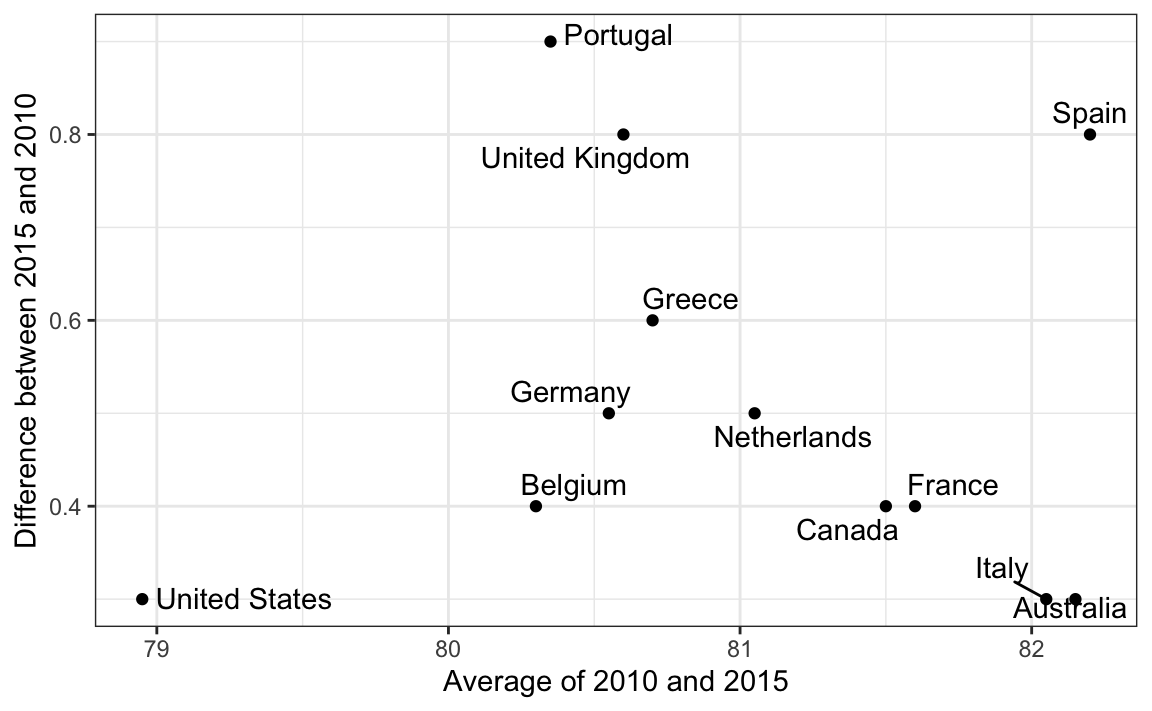 Portugal
Spain
0.8
United Kingdom
Difference between 2015 and 2010
Greece
0.6
Germany
Netherlands
Belgium
France
0.4
Canada
Italy
United States
Australia
79
80
81
82
Average of 2010 and 2015